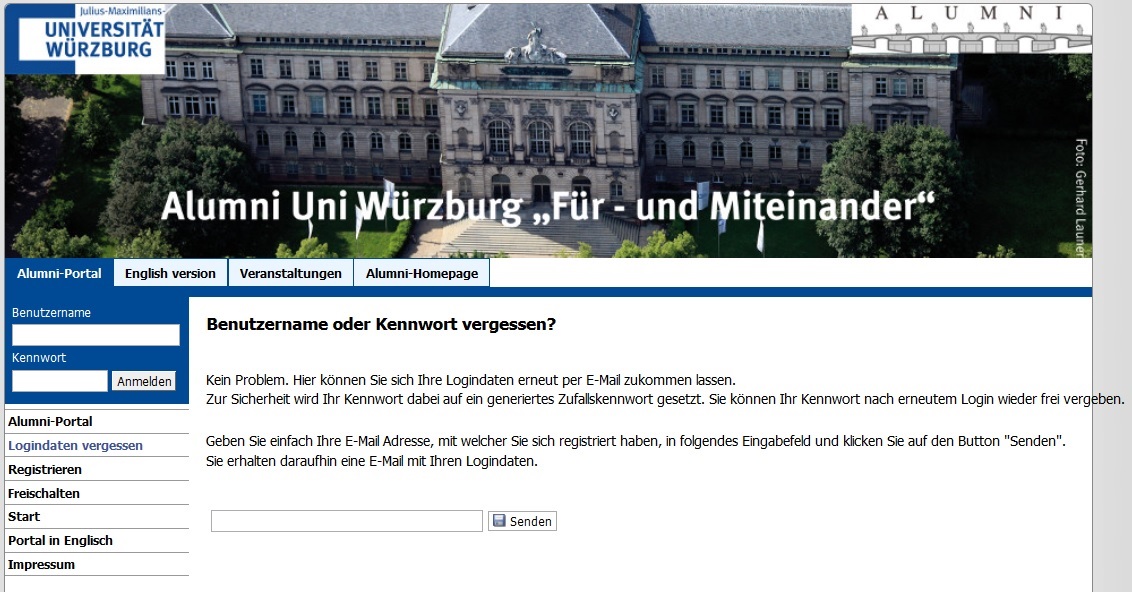 Julius-Maximilians-
UNIVERSITÄT
WÜRZBURG
A L U M N I
Foto: Gerhard Launer
Alumni Uni Würzburg „Für - und Miteinander“
Alumni-Portal
English version
Veranstaltungen
Alumni-Homepage
Benutzername
Kennwort
Anmelden
Alumni-Portal
Logindaten vergessen
Registrieren
Freischalten
Start
Portal in Englisch
Impressum
Benutzername oder Kennwort vergessen?
Kein Problem. Hier können Sie sich Ihre Logindaten erneut per E-Mail zukommen lassen.
Zur Sicherheit wird Ihr Kennwort dabei auf ein generiertes Zufallskennwort gesetzt. Sie können Ihr Kennwort nach erneutem Login wieder frei vergeben.
Geben Sie einfach Ihre E-Mail Adresse, mit welcher Sie sich registriert haben, in folgendes Eingabefeld und klicken Sie auf den Button "Senden".
Sie erhalten daraufhin eine E-Mail mit Ihren Logindaten.
Senden